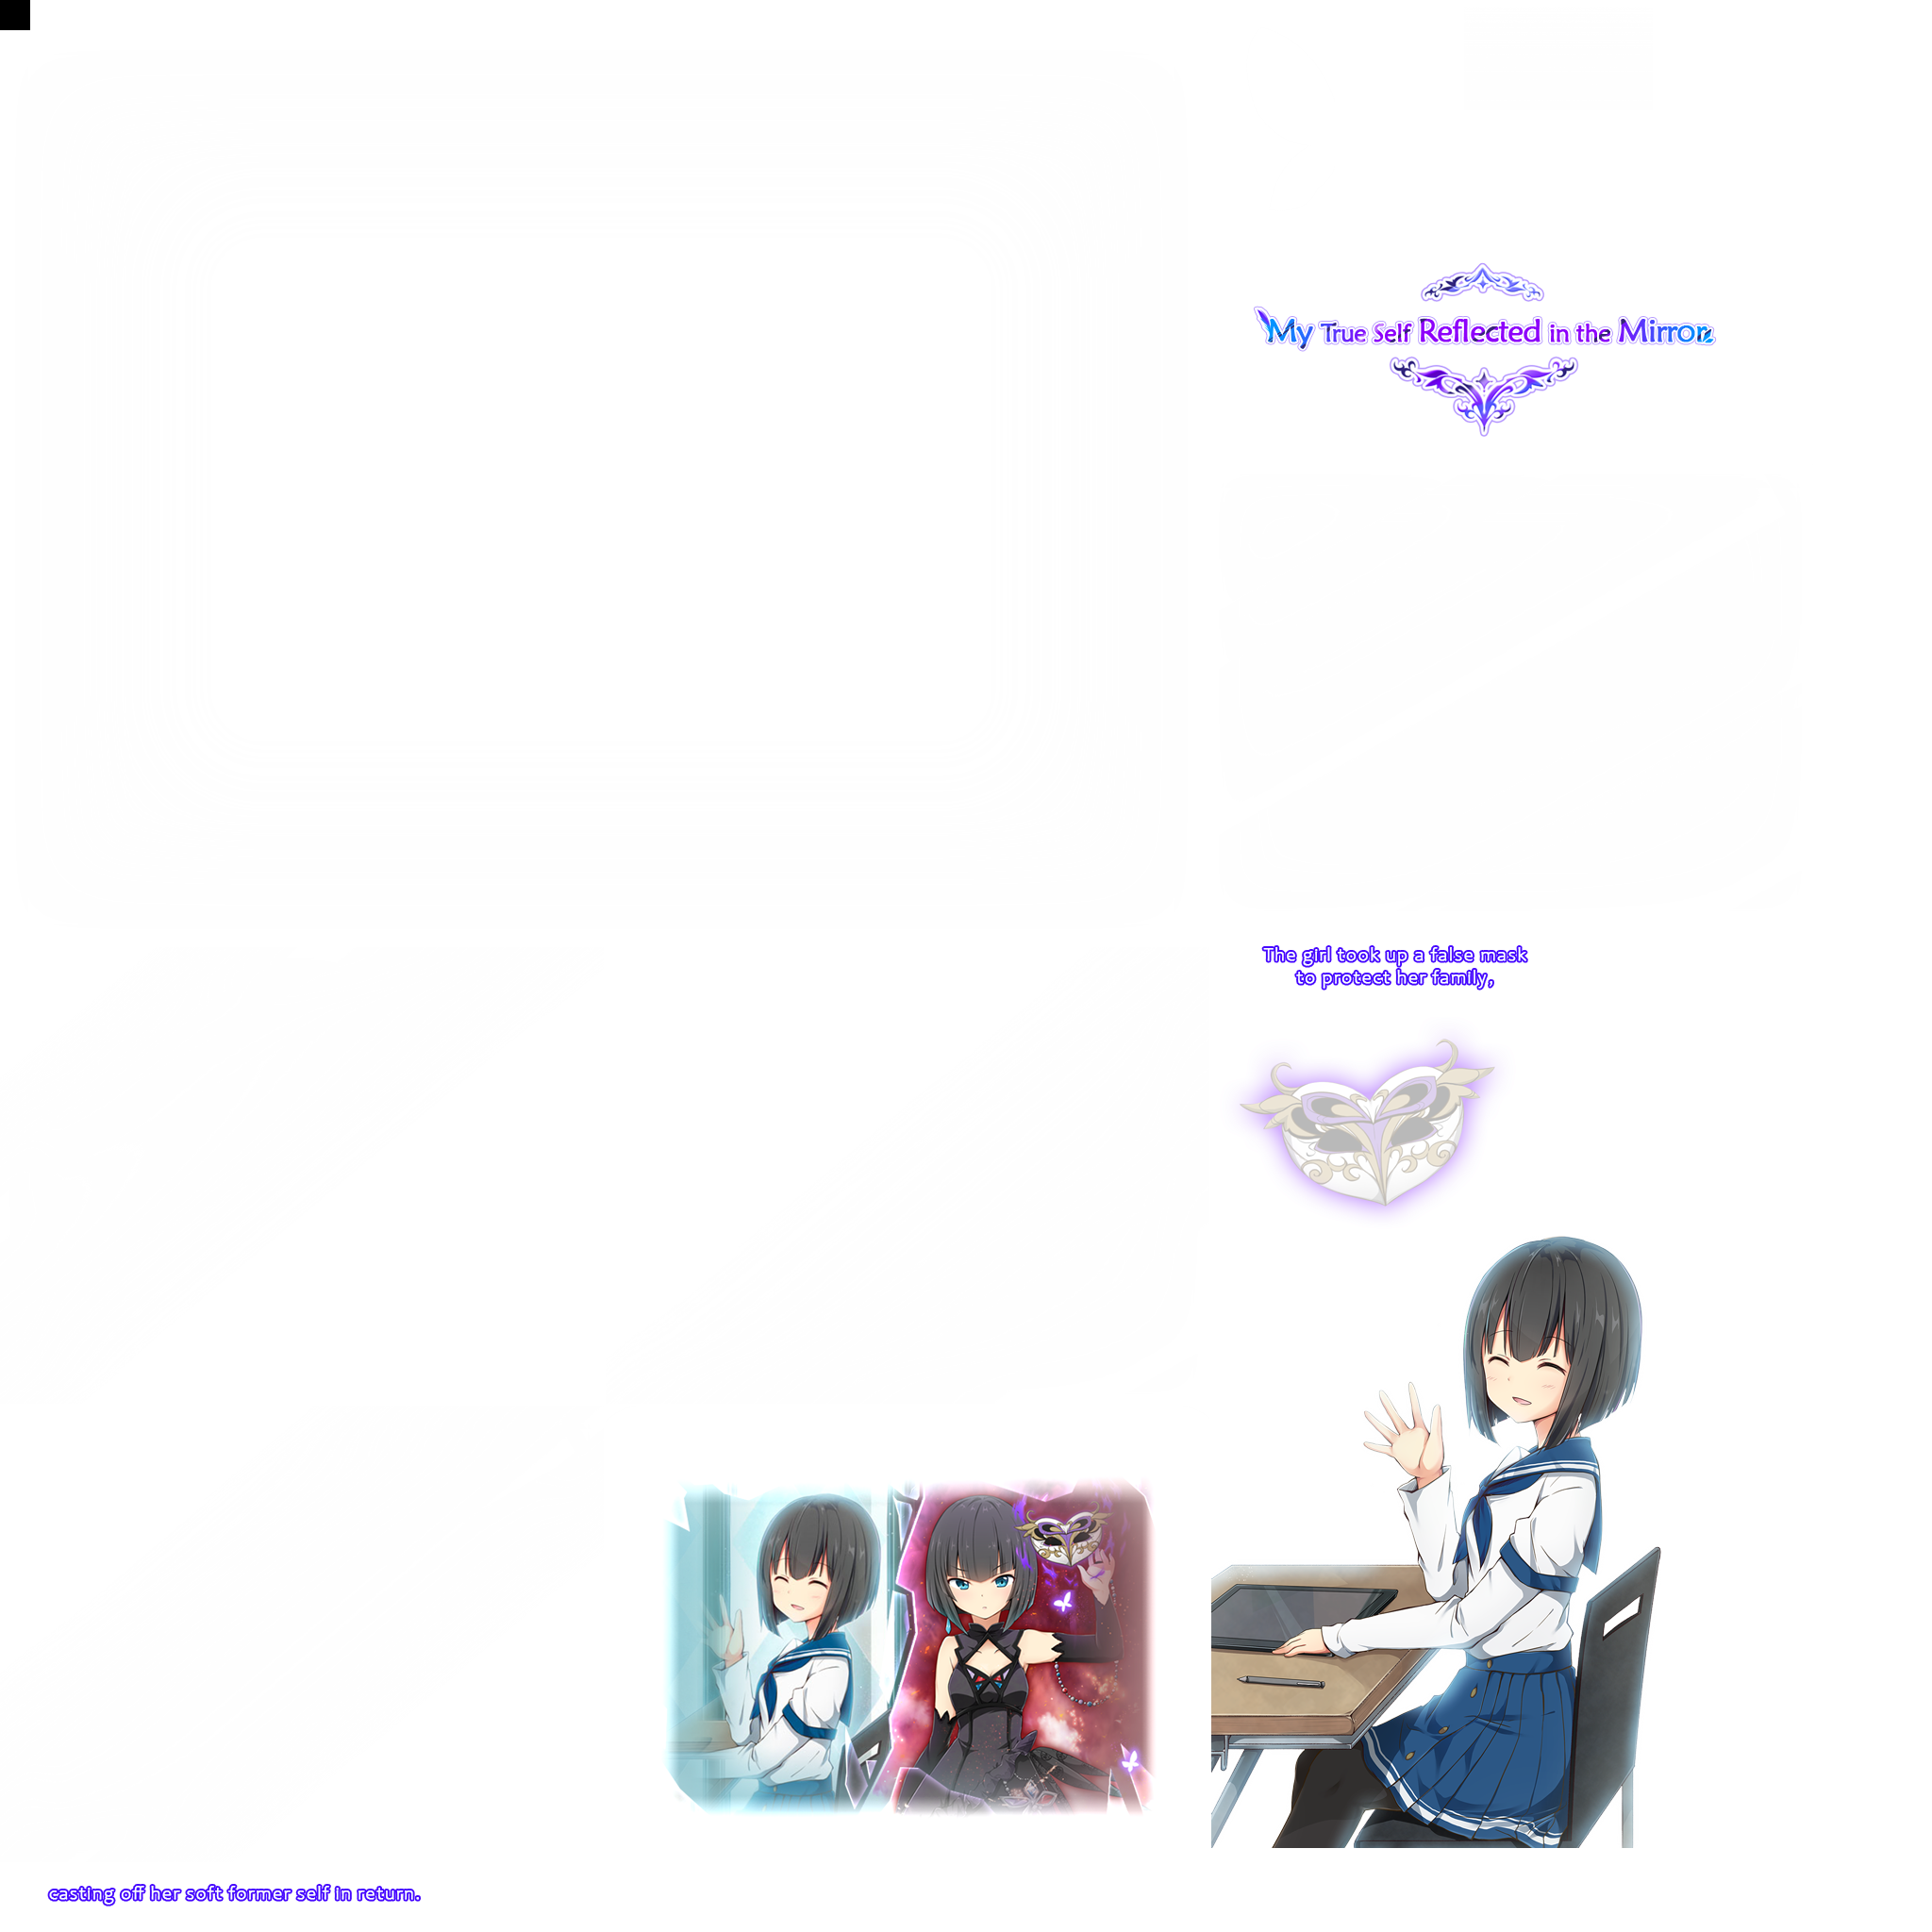 My True Self Reflected in the Mirror
The girl took up a false mask
to protect her family,
casting off her soft former self in return.